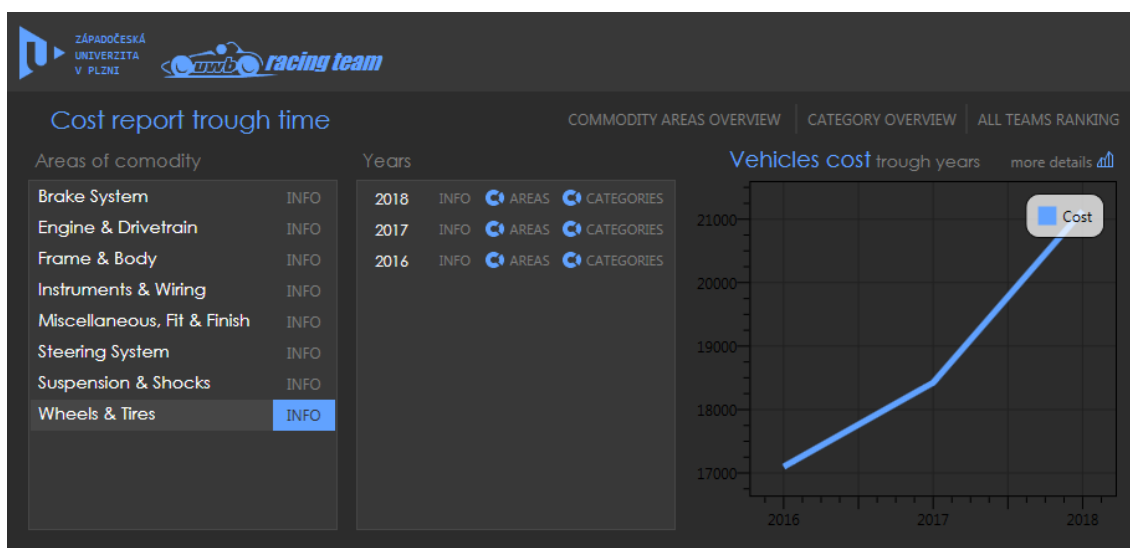 ZÁPADOČESKÁ
UNIVERZITA
V PLZNI
uwb racing team
Cost report trough time
COMMODITY AREAS OVERVIEW
CATEGORY OVERVIEW
ALL TEAMS RANKING
Areas of comodity
Brake System INFO
Engine & Drivetrain INFO
Frame & Body INFO
Instruments & Wiring INFO
Miscellaneous, Fit & Finish INFO
Steering System INFO
Suspension & Shocks INFO
Wheels & Tires INFO
Years
2018 INFO AREAS CATEGORIES
2017 INFO AREAS CATEGORIES
2016 INFO AREAS CATEGORIES
Vehicles cost trough years more details
Cost
21000
20000
19000
18000
17000
2016 2017 2018